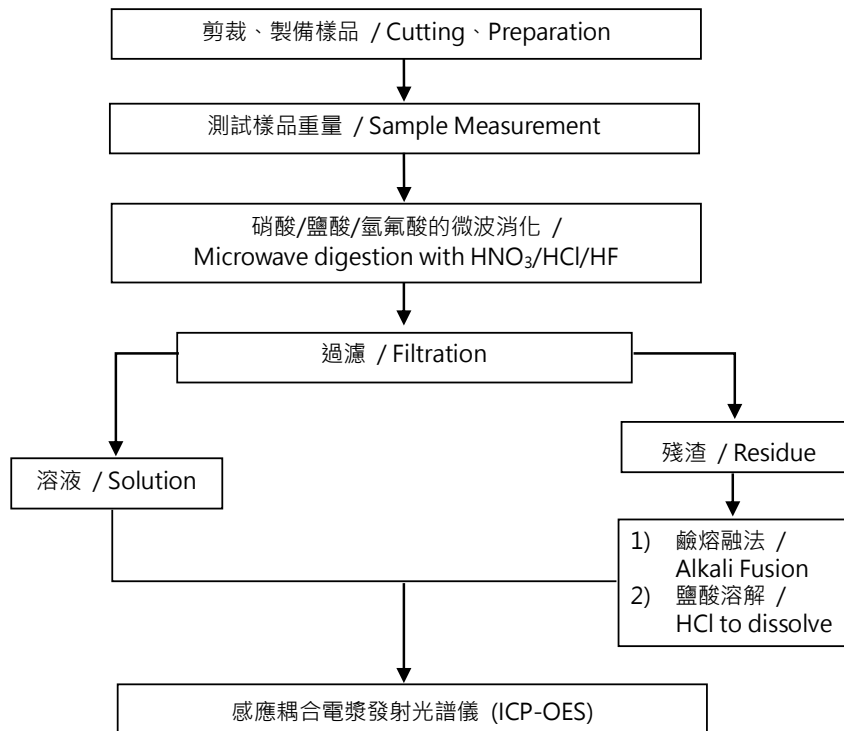 剪裁、製備樣品 / Cutting、Preparation
測試樣品重量 / Sample Measurement
硝酸/鹽酸/氫氟酸的微波消化 /
Microwave digestion with HNO₃/HCl/HF
過濾 / Filtration
溶液 / Solution
殘渣 / Residue
1) 鹼熔融法 /
Alkali Fusion
2) 鹽酸溶解 /
HCl to dissolve
感應耦合電漿發射光譜儀 (ICP-OES)